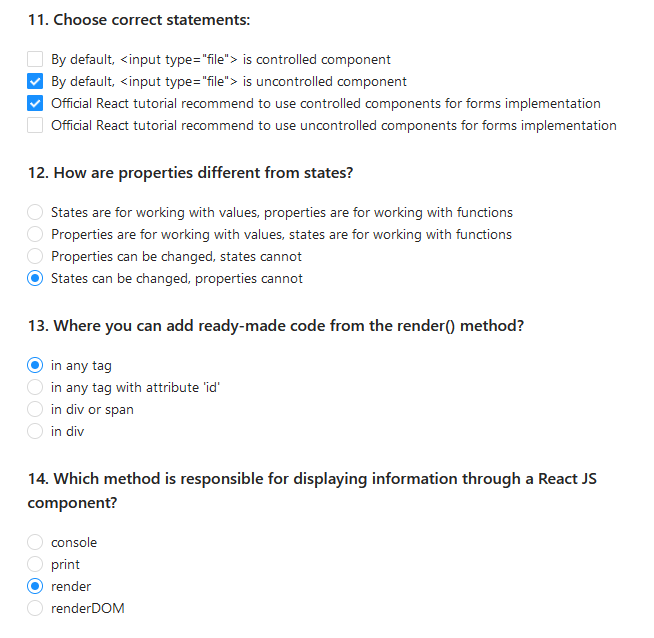 11. Choose correct statements:
By default, <input type="file"> is controlled component
By default, <input type="file"> is uncontrolled component
Official React tutorial recommend to use controlled components for forms implementation
Official React tutorial recommend to use uncontrolled components for forms implementation
12. How are properties different from states?
States are for working with values, properties are for working with functions
Properties are for working with values, states are for working with functions
Properties can be changed, states cannot
States can be changed, properties cannot
13. Where you can add ready-made code from the render() method?
in any tag
in any tag with attribute 'id'
in div or span
in div
14. Which method is responsible for displaying information through a React JS
component?
console
print
render
renderDOM